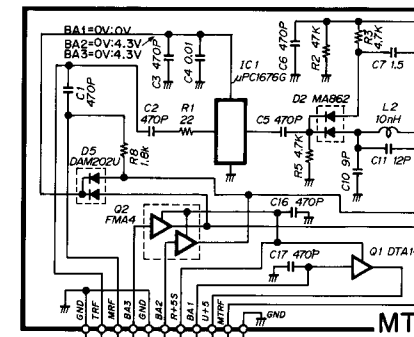 BA1=0V:0V
BA2=0V:4.3V
BA3=0V:4.3V
C3 470P
C4 0.01
IC1
μPC1676G
C6 470P
R2 47K
R3 4.7K
C7 1.5
C1 470P
C2
470P
R1
22
C5 470P
D2 MA862
L2
10nH
C11 12P
C10 9P
R5 4.7K
R8 1.8K
D5
DAM202U
Q2
FMA4
C16 470P
C17 470P
Q1 DTA1
GND
TRF
MRF
BA3
GND
BA2
R+5S
BA1
U+5
MTRF
GND
MT